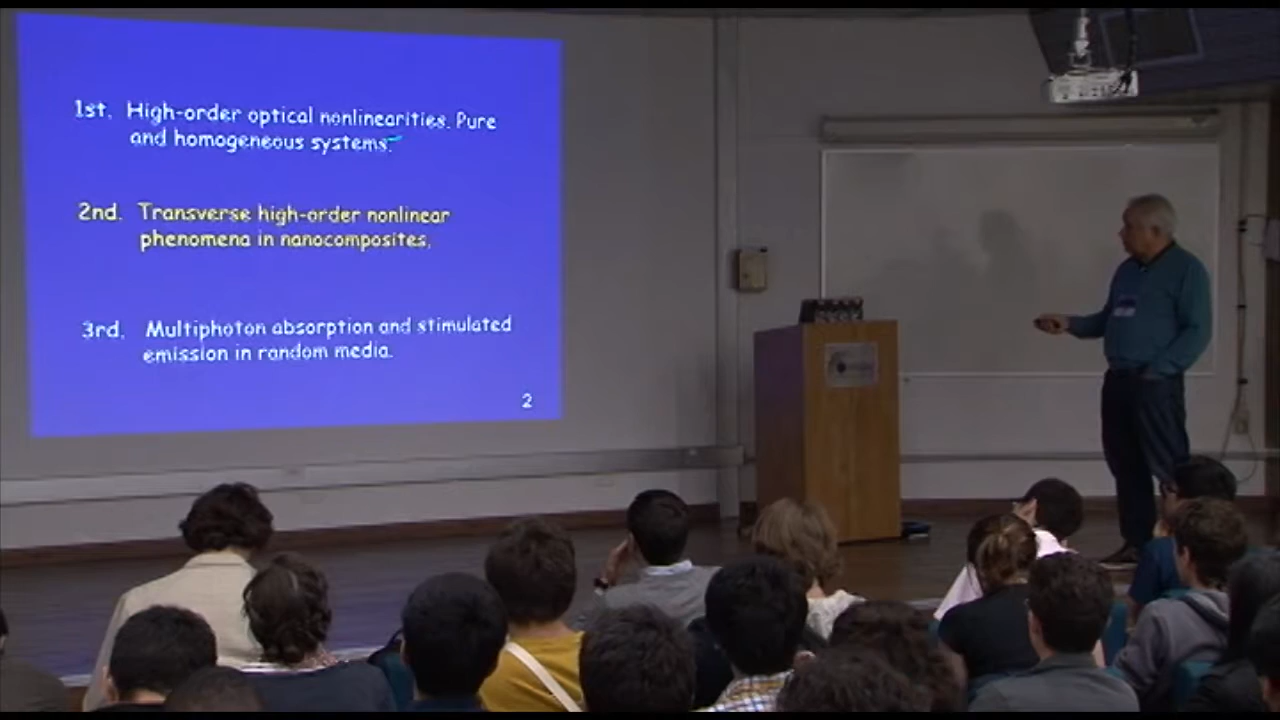 1st. High-order optical nonlinearities. Pure
and homogeneous systems.
2nd. Transverse high-order nonlinear
phenomena in nanocomposites.
3rd. Multiphoton absorption and stimulated
emission in random media.
2